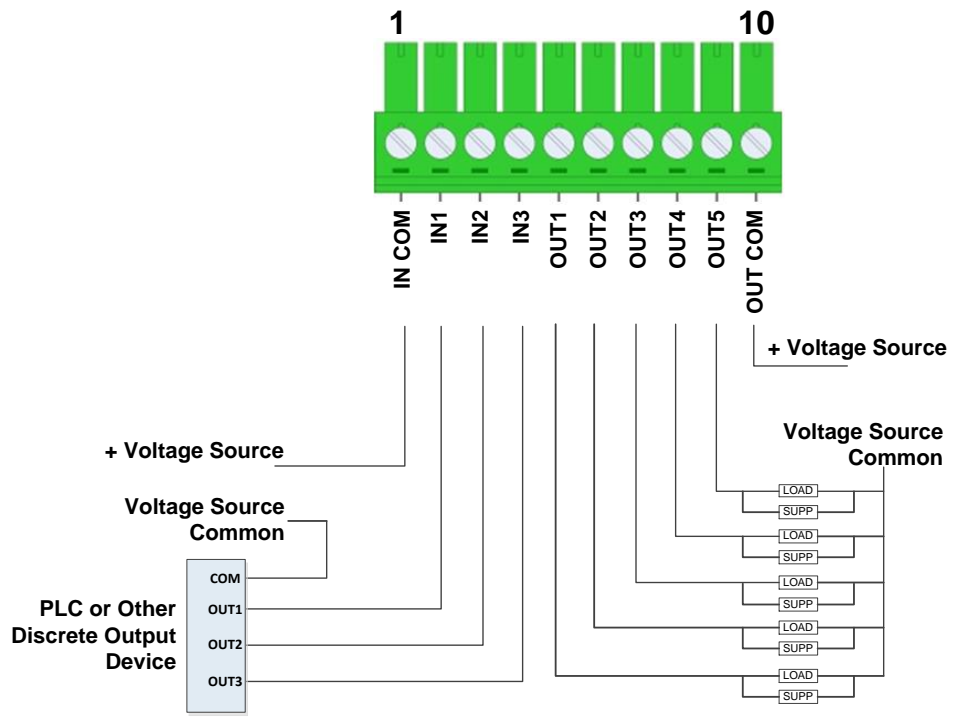 1
10
IN COM
IN1
IN2
IN3
OUT1
OUT2
OUT3
OUT4
OUT5
OUT COM
+ Voltage Source
Voltage Source
Common
+ Voltage Source
Voltage Source
Common
LOAD
SUPP
LOAD
SUPP
LOAD
SUPP
LOAD
SUPP
LOAD
SUPP
PLC or Other
Discrete Output
Device
COM
OUT1
OUT2
OUT3